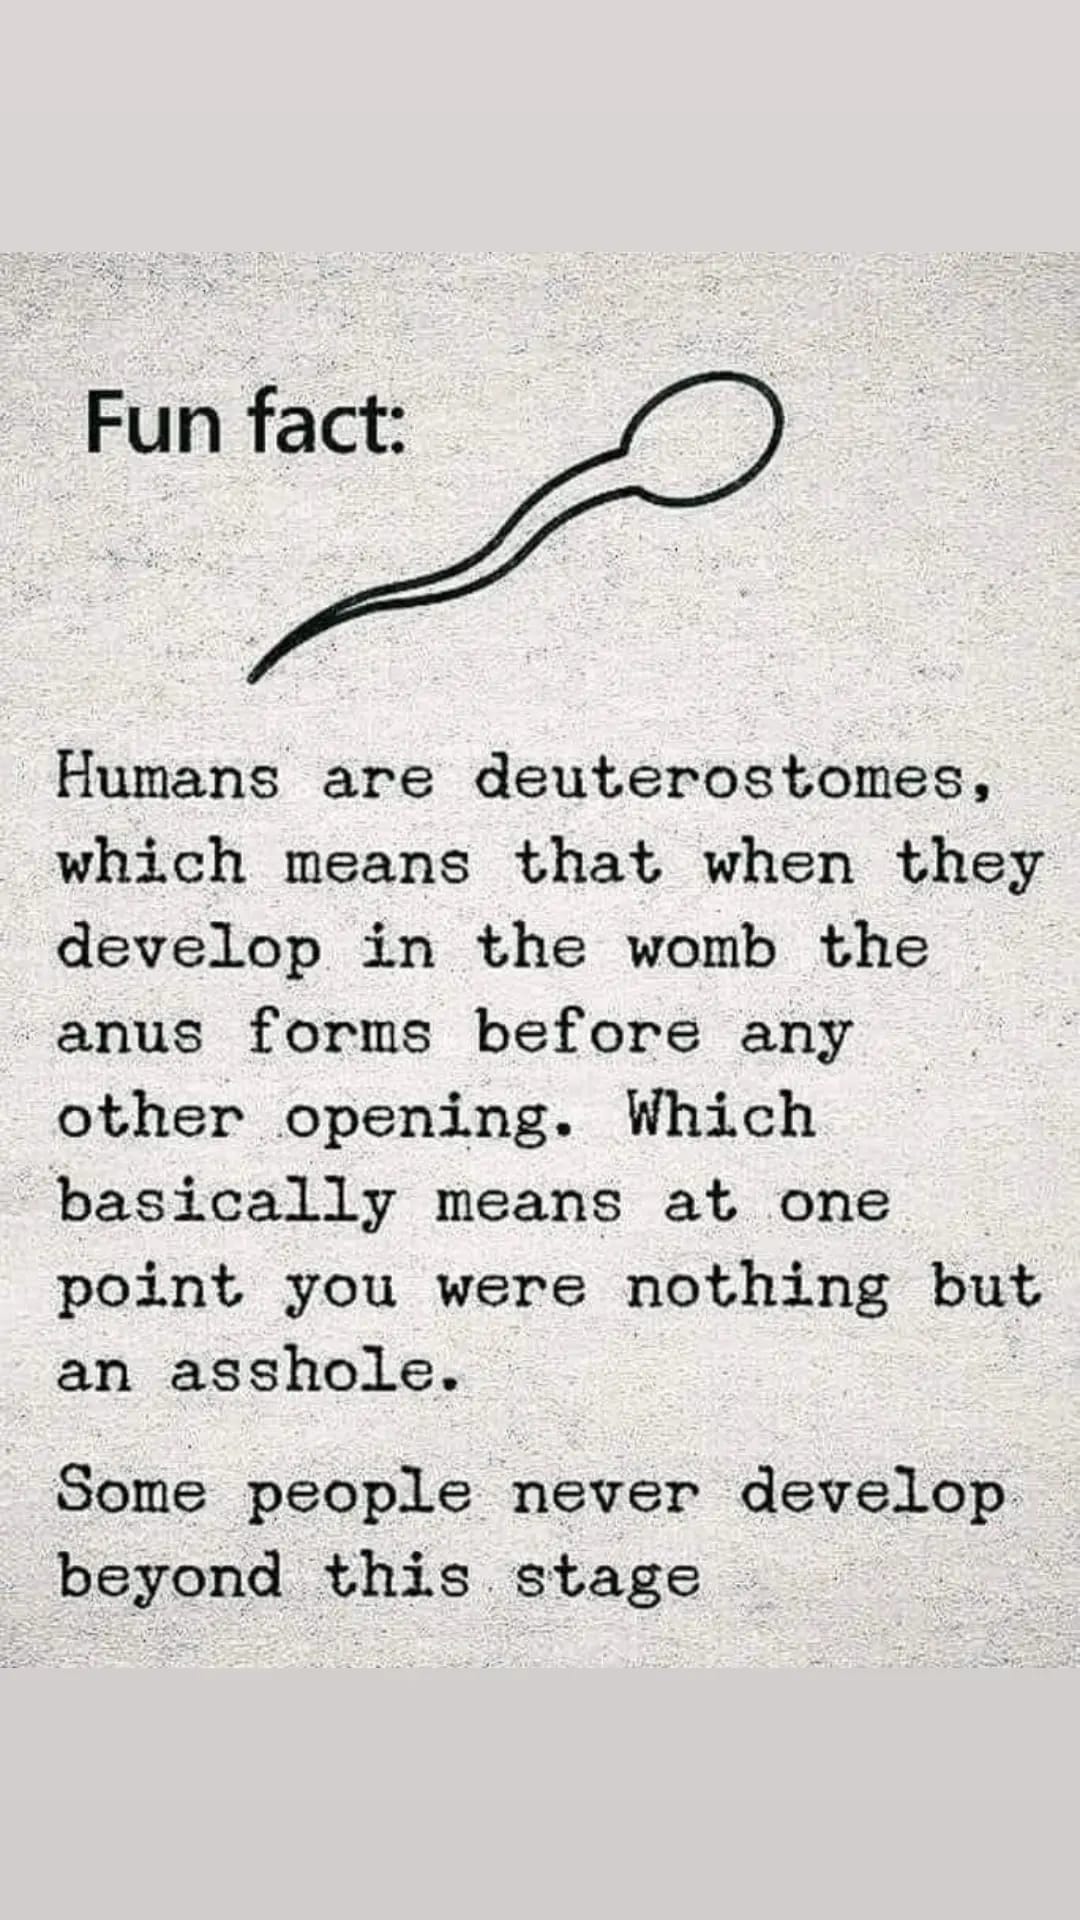 Fun fact:
Humans are deuterostomes,
which means that when they
develop in the womb the
anus forms before any
other opening. Which
basically means at one
point you were nothing but
an asshole.
Some people never develop
beyond this stage